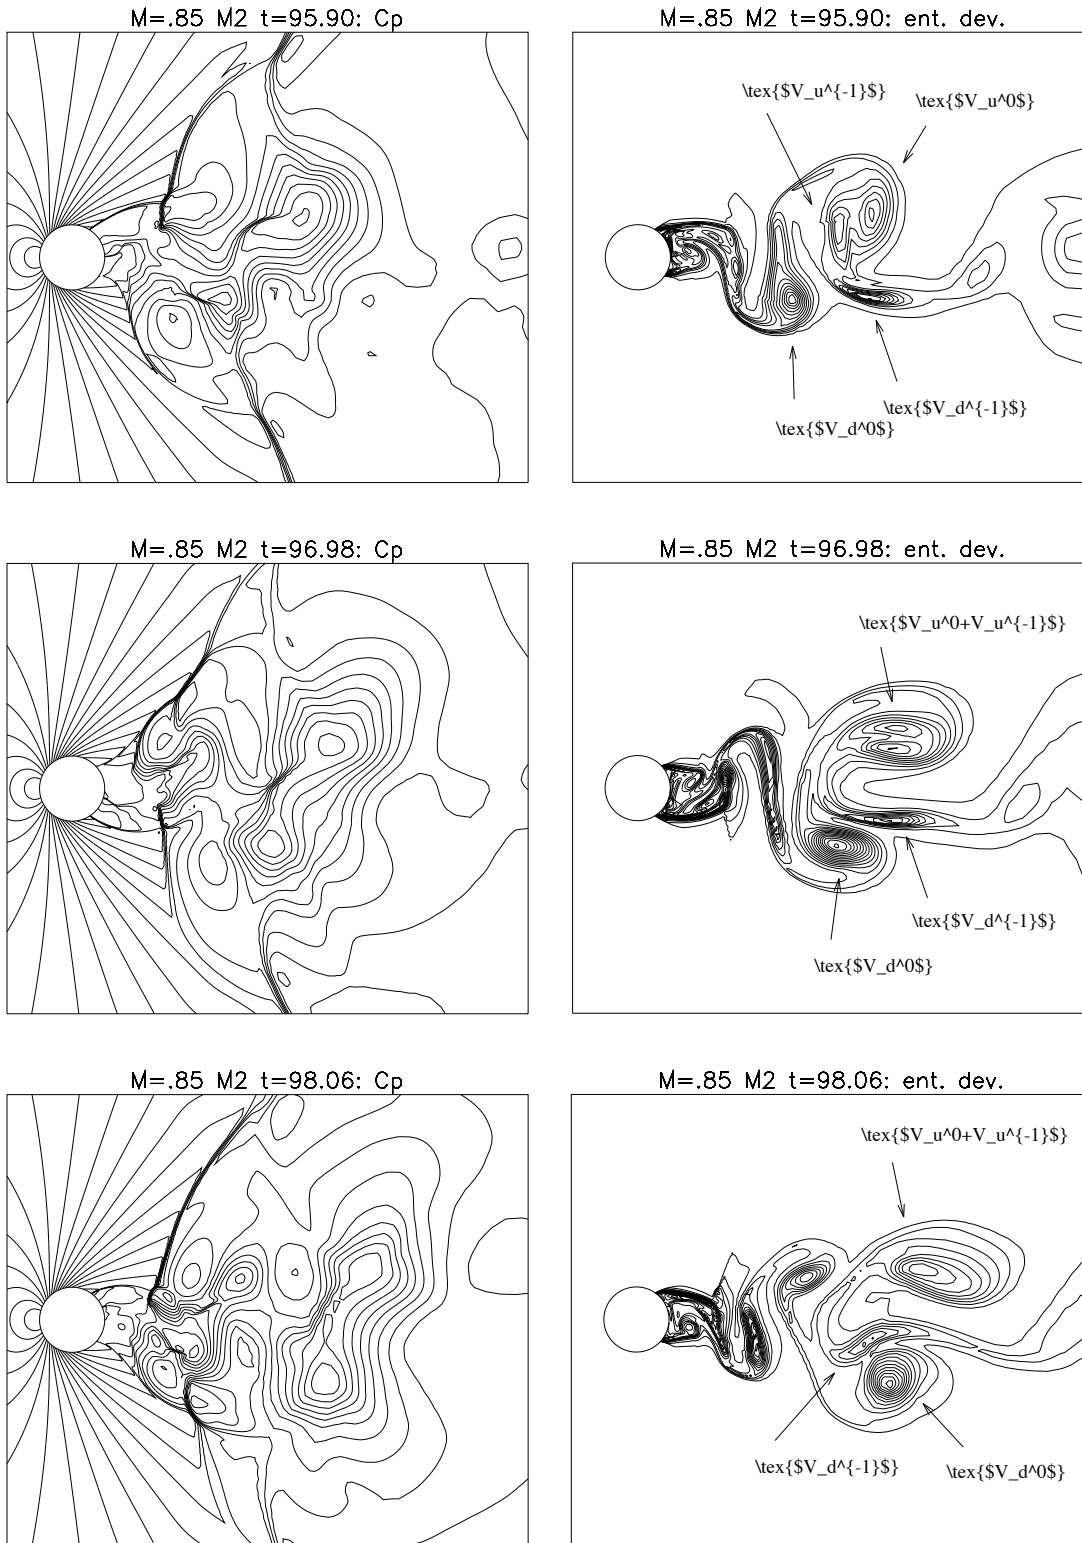 M=.85 M2 t=95.90: Cp
M=.85 M2 t=95.90: ent. dev.
\tex{$V_u^{-1}$}
\tex{$V_u^0$}
\tex{$V_d^{-1}$}
\tex{$V_d^0$}
M=.85 M2 t=96.98: Cp
M=.85 M2 t=96.98: ent. dev.
\tex{$V_u^0+V_u^{-1}$}
\tex{$V_d^{-1}$}
\tex{$V_d^0$}
M=.85 M2 t=98.06: Cp
M=.85 M2 t=98.06: ent. dev.
\tex{$V_u^0+V_u^{-1}$}
\tex{$V_d^{-1}$}
\tex{$V_d^0$}